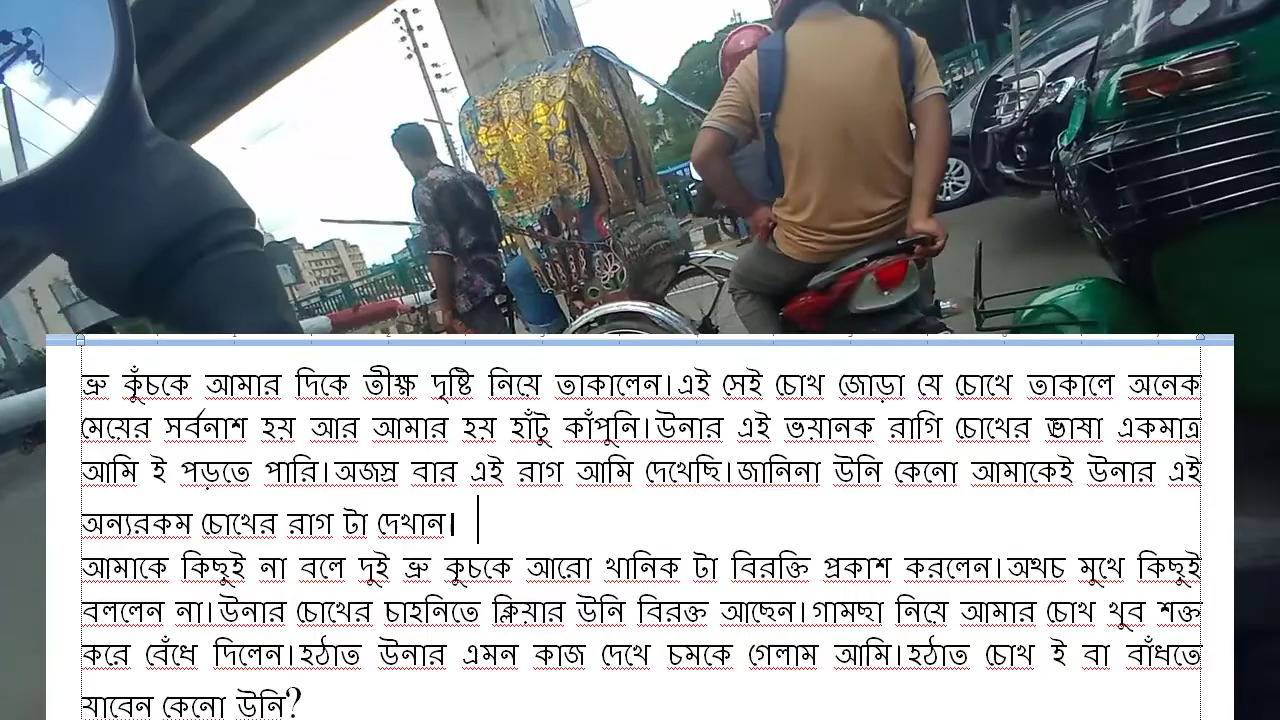 ভ্রু কুঁচকে আমার দিকে তীক্ষ দৃষ্টি নিয়ে তাকালেন।এই সেই চোখ জোড়া যে চোখে তাকালে অনেক
মেয়ের সর্বনাশ হয় আর আমার হয় হাঁটু কাঁপুনি।উনার এই ভয়ানক রাগি চোখের ভাষা একমাত্র
আমি ই পড়তে পারি।অজস্র বার এই রাগ আমি দেখেছি।জানিনা উনি কেনো আমাকেই উনার এই
অন্যরকম চোখের রাগ টা দেখান।
আমাকে কিছুই না বলে দুই ভ্রু কুচকে আরো খানিক টা বিরক্তি প্রকাশ করলেন।অথচ মুখে কিছুই
বললেন না।উনার চোখের চাহনিতে ক্লিয়ার উনি বিরক্ত আছেন।গামছা নিয়ে আমার চোখ খুব শক্ত
করে বেঁধে দিলেন।হঠাত উনার এমন কাজ দেখে চমকে গেলাম আমি।হঠাত চোখ ই বা বাঁধতে
যাবেন কেনো উনি?